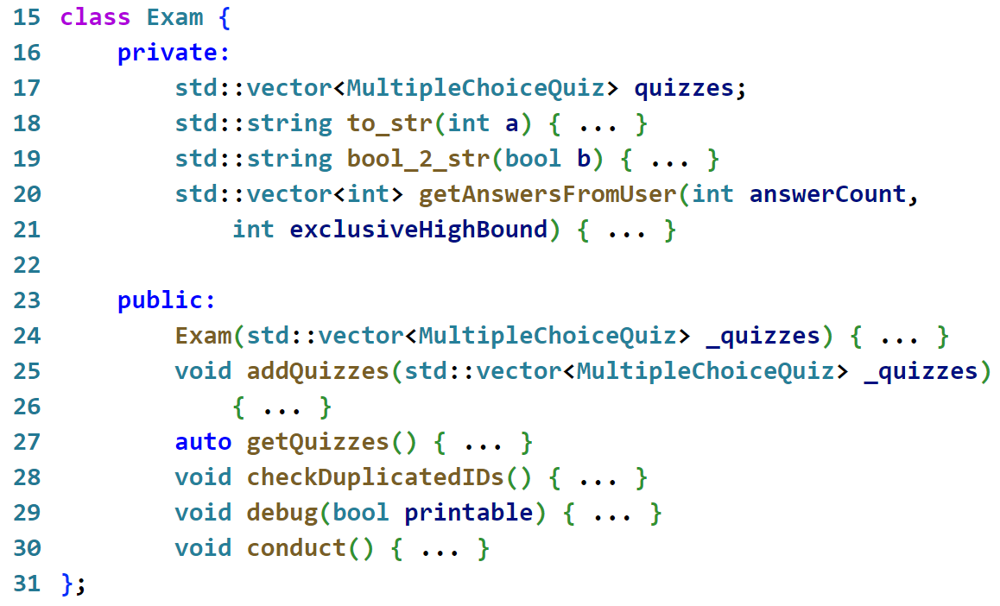 15 class Exam {
16     private:
17         std::vector<MultipleChoiceQuiz> quizzes;
18         std::string to_str(int a) { ... }
19         std::string bool_2_str(bool b) { ... }
20         std::vector<int> getAnswersFromUser(int answerCount,
21             int exclusiveHighBound) { ... }
22
23     public:
24         Exam(std::vector<MultipleChoiceQuiz> _quizzes) { ... }
25         void addQuizzes(std::vector<MultipleChoiceQuiz> _quizzes)
26             { ... }
27         auto getQuizzes() { ... }
28         void checkDuplicatedIDs() { ... }
29         void debug(bool printable) { ... }
30         void conduct() { ... }
31 };